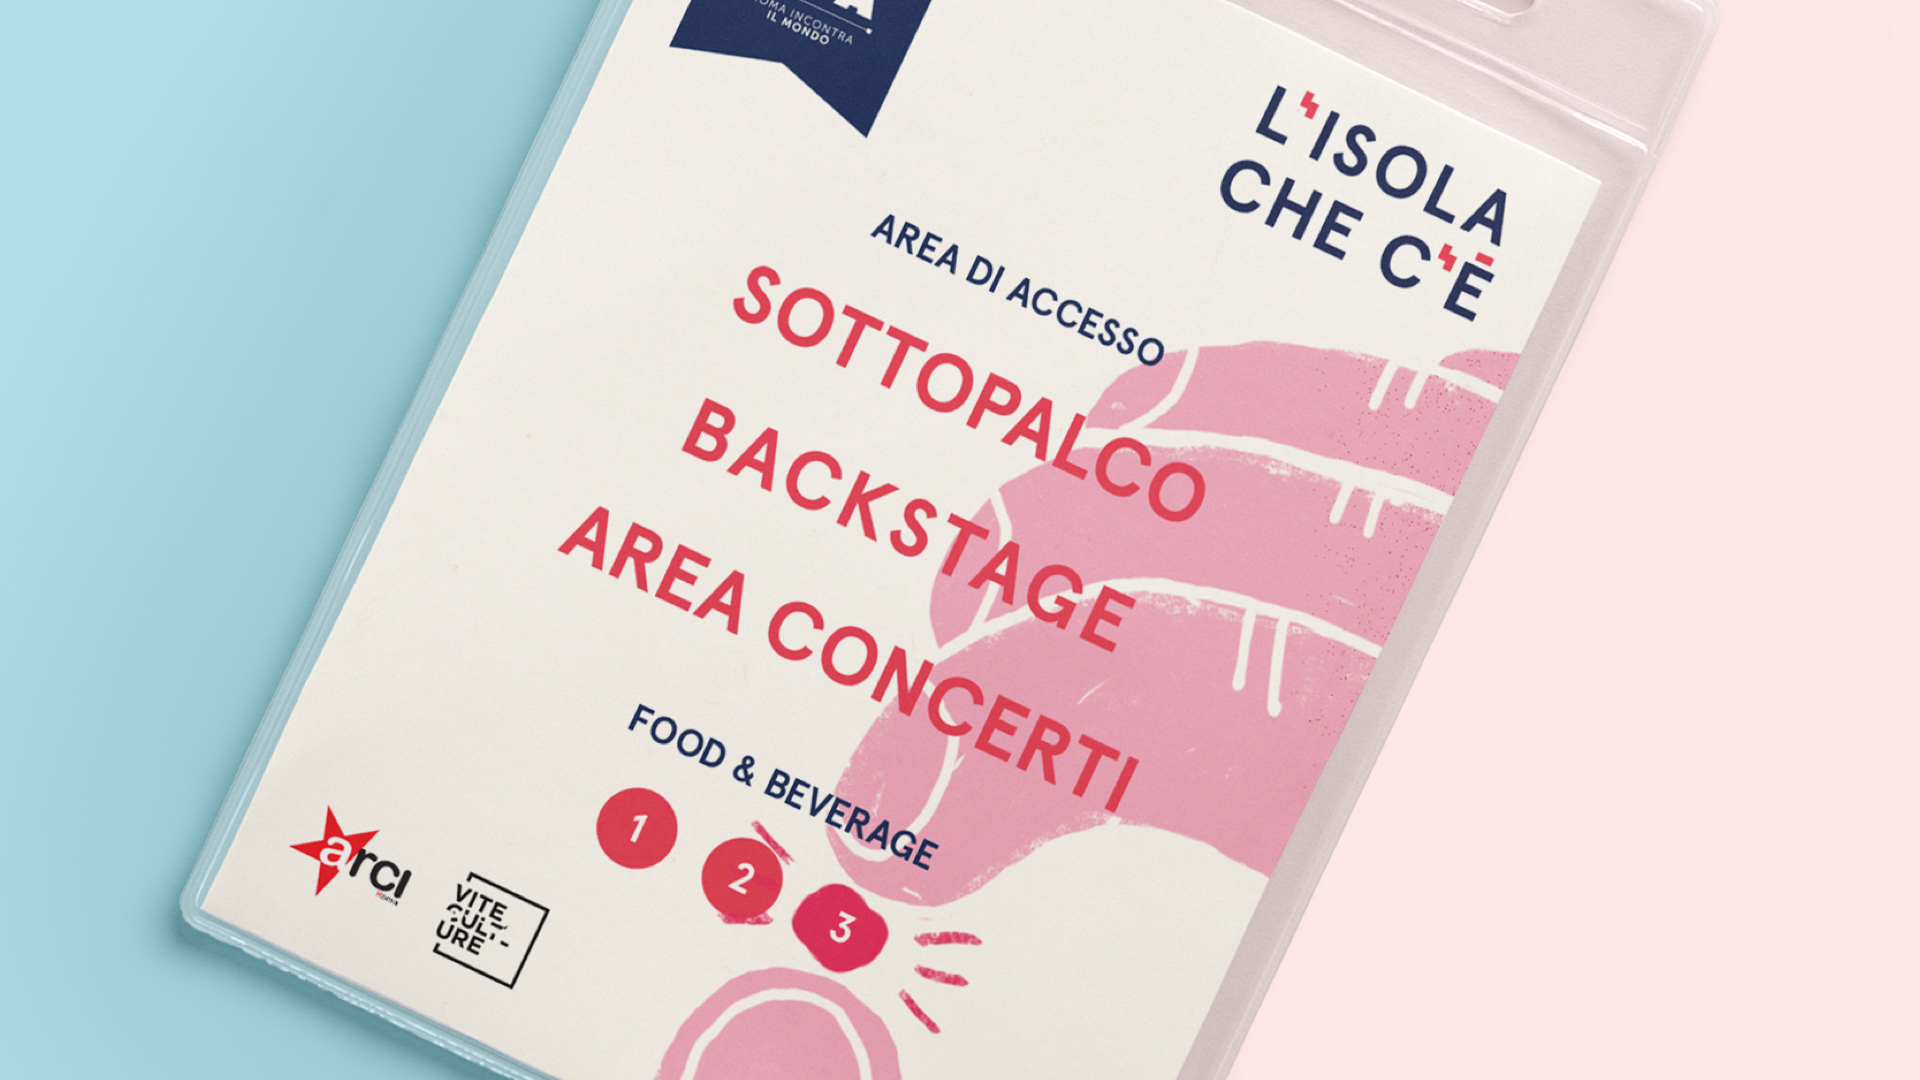 ROMA INCONTRA
IL MONDO
L'ISOLA
CHE C'È
AREA DI ACCESSO
SOTTOPALCO
BACKSTAGE
AREA CONCERTI
FOOD & BEVERAGE
1
2
3
arci
VITE
CULT-
URE